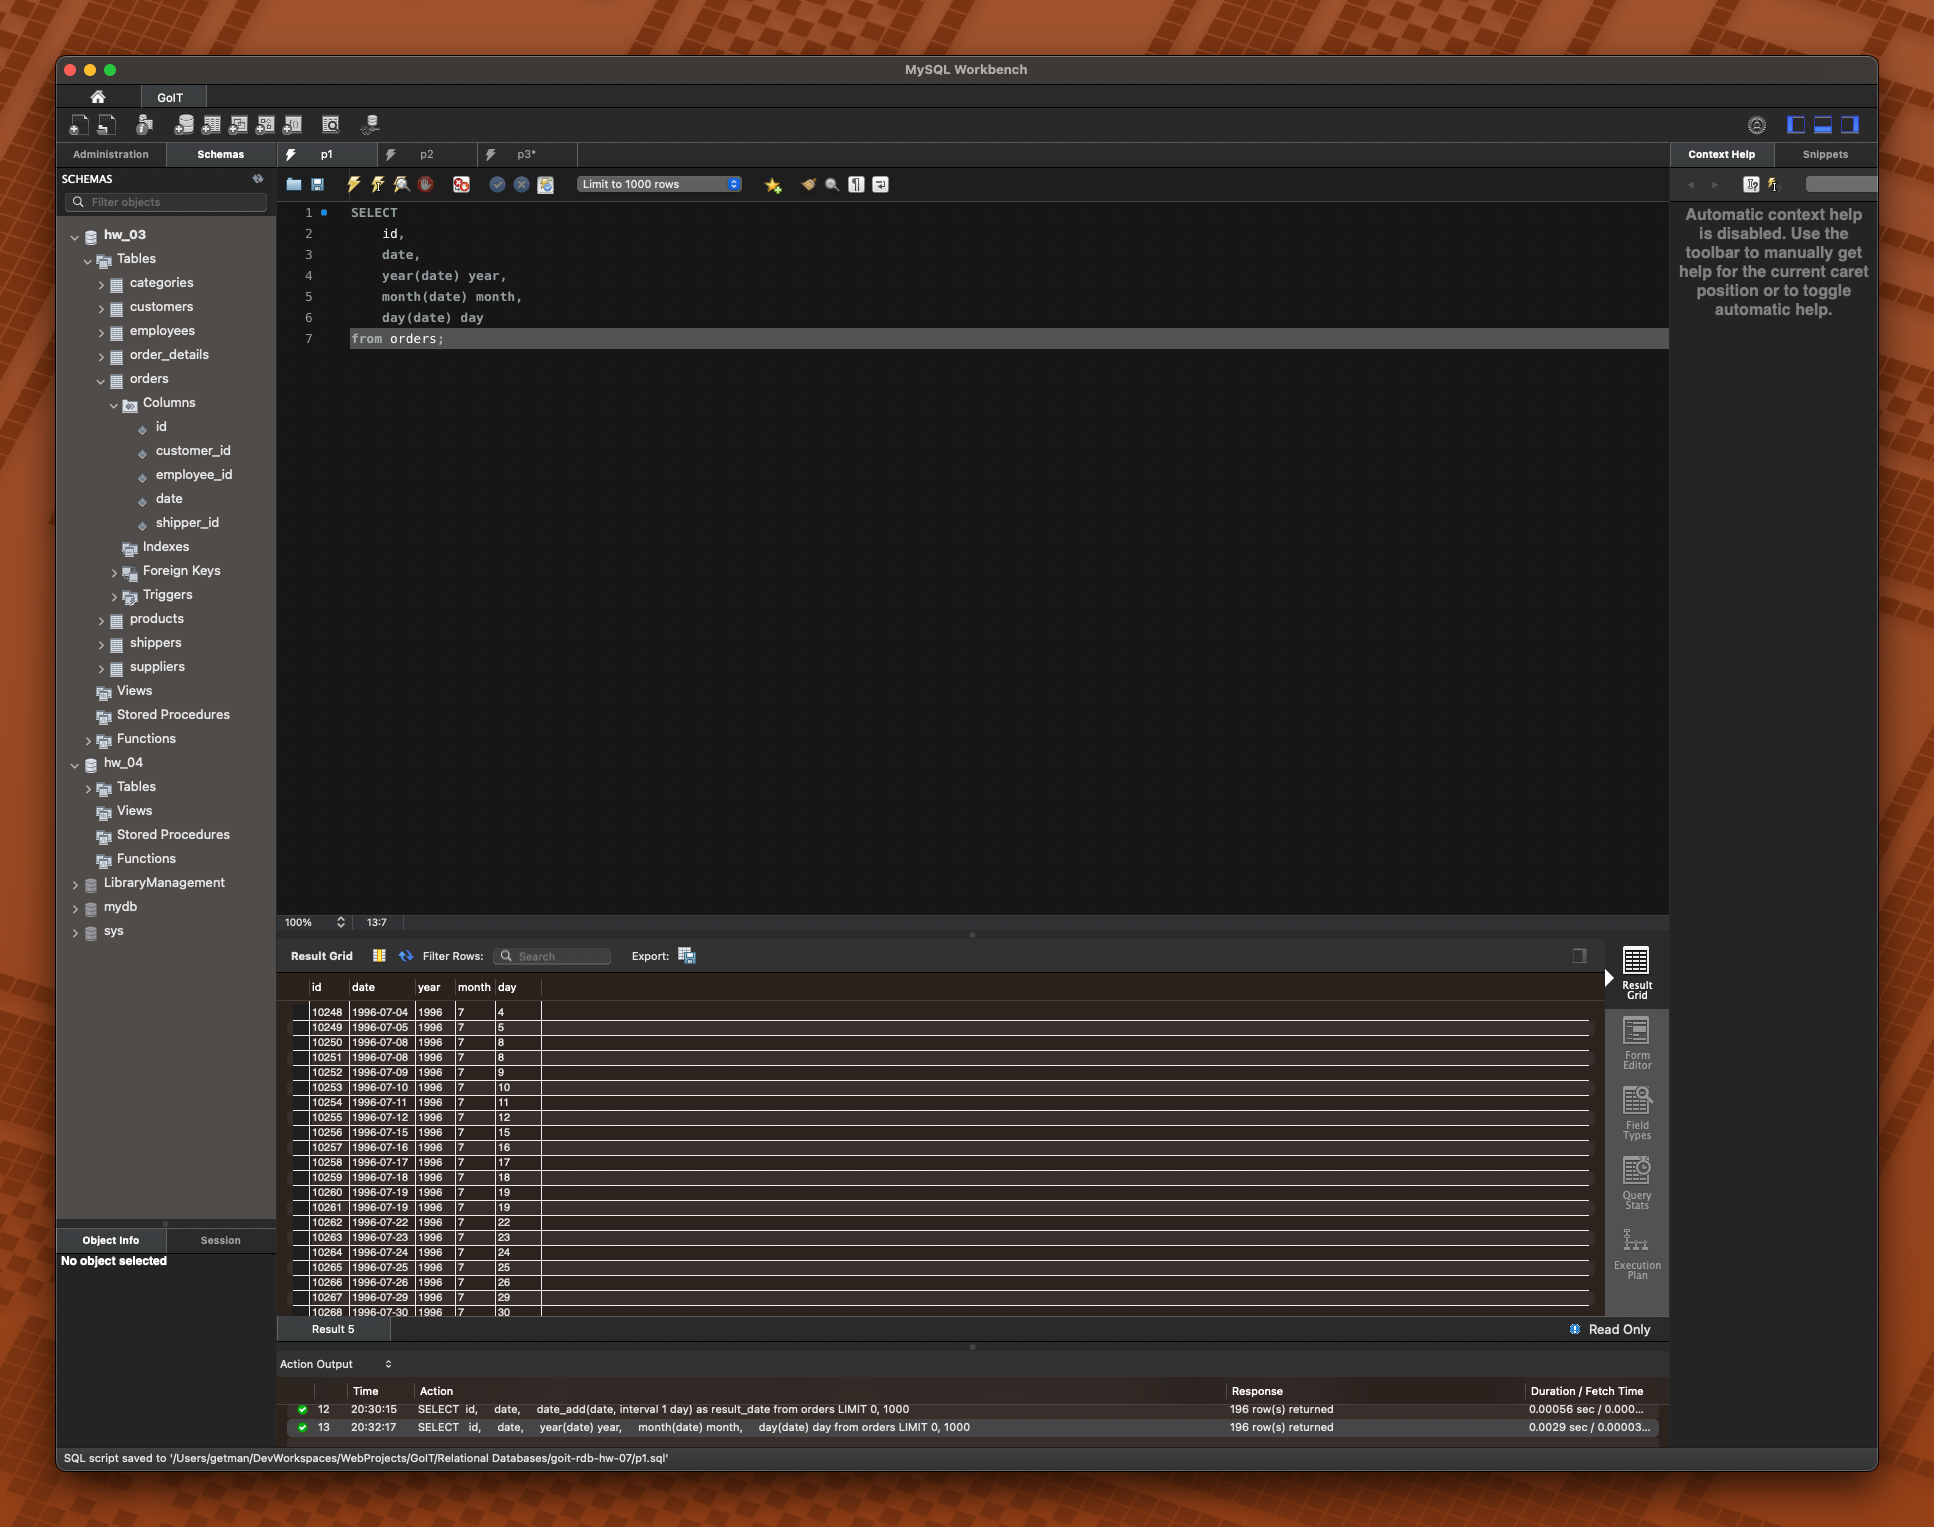 MySQL Workbench
GoIT
Administration
Schemas
p1
p2
p3*
Context Help
Snippets
SCHEMAS
Filter objects
Limit to 1000 rows
hw_03
Tables
categories
customers
employees
order_details
orders
Columns
id
customer_id
employee_id
date
shipper_id
Indexes
Foreign Keys
Triggers
products
shippers
suppliers
Views
Stored Procedures
Functions
hw_04
Tables
Views
Stored Procedures
Functions
LibraryManagement
mydb
sys
Object Info
Session
No object selected
1 SELECT
2 id,
3 date,
4 year(date) year,
5 month(date) month,
6 day(date) day
7 from orders;
Automatic context help
is disabled. Use the
toolbar to manually get
help for the current caret
position or to toggle
automatic help.
100%
13:7
Result Grid
Filter Rows:
Search
Export:
id date year month day
10248 1996-07-04 1996 7 4
10249 1996-07-05 1996 7 5
10250 1996-07-08 1996 7 8
10251 1996-07-08 1996 7 8
10252 1996-07-09 1996 7 9
10253 1996-07-10 1996 7 10
10254 1996-07-11 1996 7 11
10255 1996-07-12 1996 7 12
10256 1996-07-15 1996 7 15
10257 1996-07-16 1996 7 16
10258 1996-07-17 1996 7 17
10259 1996-07-18 1996 7 18
10260 1996-07-19 1996 7 19
10261 1996-07-19 1996 7 19
10262 1996-07-22 1996 7 22
10263 1996-07-23 1996 7 23
10264 1996-07-24 1996 7 24
10265 1996-07-25 1996 7 25
10266 1996-07-26 1996 7 26
10267 1996-07-29 1996 7 29
10268 1996-07-30 1996 7 30
Result
Grid
Form
Editor
Field
Types
Query
Stats
Execution
Plan
Result 5
Read Only
Action Output
Time Action Response Duration / Fetch Time
12 20:30:15 SELECT id, date, date_add(date, interval 1 day) as result_date from orders LIMIT 0, 1000 196 row(s) returned 0.00056 sec / 0.000...
13 20:32:17 SELECT id, date, year(date) year, month(date) month, day(date) day from orders LIMIT 0, 1000 196 row(s) returned 0.0029 sec / 0.00003...
SQL script saved to '/Users/getman/DevWorkspaces/WebProjects/GoIT/Relational Databases/goit-rdb-hw-07/p1.sql'